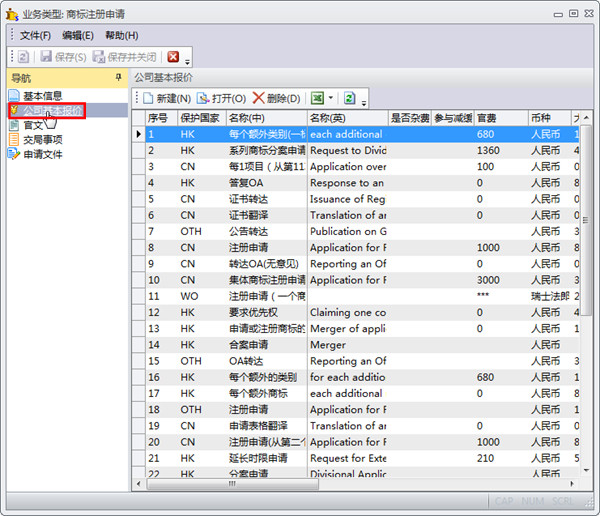 业务类型: 商标注册申请
文件(F) 编辑(E) 帮助(H)
保存(S) 保存并关闭
导航
基本信息
公司基本报价
官文
交局事项
申请文件
公司基本报价
新建(N) 打开(O) 删除(D)
序号 保护国家 名称(中) 名称(英) 是否杂费 参与减缓 官费 币种
1 HK 每个额外类别(一标 each additional 680 人民币 1
2 HK 系列商标分案申请 Request to Divid 1360 人民币 4
3 CN 每1项目（从第11 Application over 100 人民币 0
4 HK 答复OA Response to an 0 人民币 8
5 CN 证书转达 Issuance of Reg 0 人民币 0
6 CN 证书翻译 Translation of an 0 人民币 0
7 OTH 公告转达 Publication on G 人民币 3
8 CN 注册申请 Application for F 1000 人民币 8
9 CN 转达OA(无意见) Reporting an Of 0 人民币 0
10 CN 集体商标注册申请 Application for F 3000 人民币 3
11 WO 注册申请（一个商 *** 瑞士法郎 2
12 HK 要求优先权 Claiming one co 0 人民币 4
13 HK 申请或注册商标的 Merger of appli 0 人民币 1
14 HK 合案申请 Merger 人民币
15 OTH OA转达 Reporting an Of 人民币 3
16 HK 每个额外的类别 for each additio 680 人民币 1
17 HK 每个额外商标 each additional 0 人民币 8
18 OTH 注册申请 Application for F 人民币 1
19 CN 申请表格翻译 Translation of an 0 人民币 0
20 CN 注册申请(从第二个 Application for F 1000 人民币 8
21 HK 延长时限申请 Request for Exte 210 人民币 5
22 HK 分案申请 Divisional Applic 人民币
CAP NUM SCRL